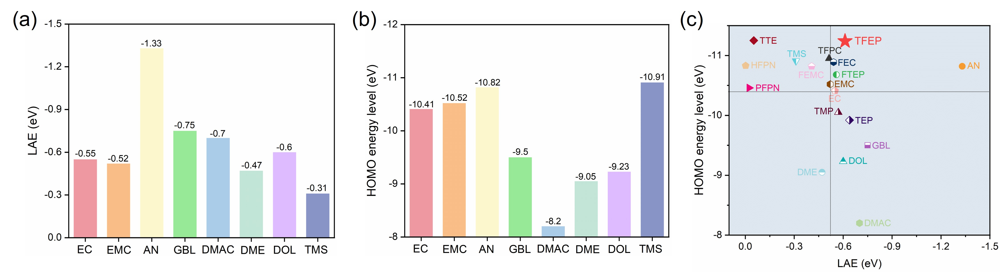 (a)
LAE (eV)
-1.5
-1.2
-0.9
-0.6
-0.3
0.0
-0.55
-0.52
-1.33
-0.75
-0.7
-0.47
-0.6
-0.31
EC EMC AN GBL DMAC DME DOL TMS
(b)
HOMO energy level (eV)
-12
-11
-10
-9
-8
-10.41
-10.52
-10.82
-9.5
-8.2
-9.05
-9.23
-10.91
EC EMC AN GBL DMAC DME DOL TMS
(c)
HOMO energy level (eV)
-11
-10
-9
-8
TTE
TFEP
TFPC
TMS
FEC
HFPN
AN
FEMC
FTEP
EMC
PFPN
EC
TMP
TEP
GBL
DOL
DME
DMAC
0.0 -0.3 -0.6 -0.9 -1.2 -1.5
LAE (eV)